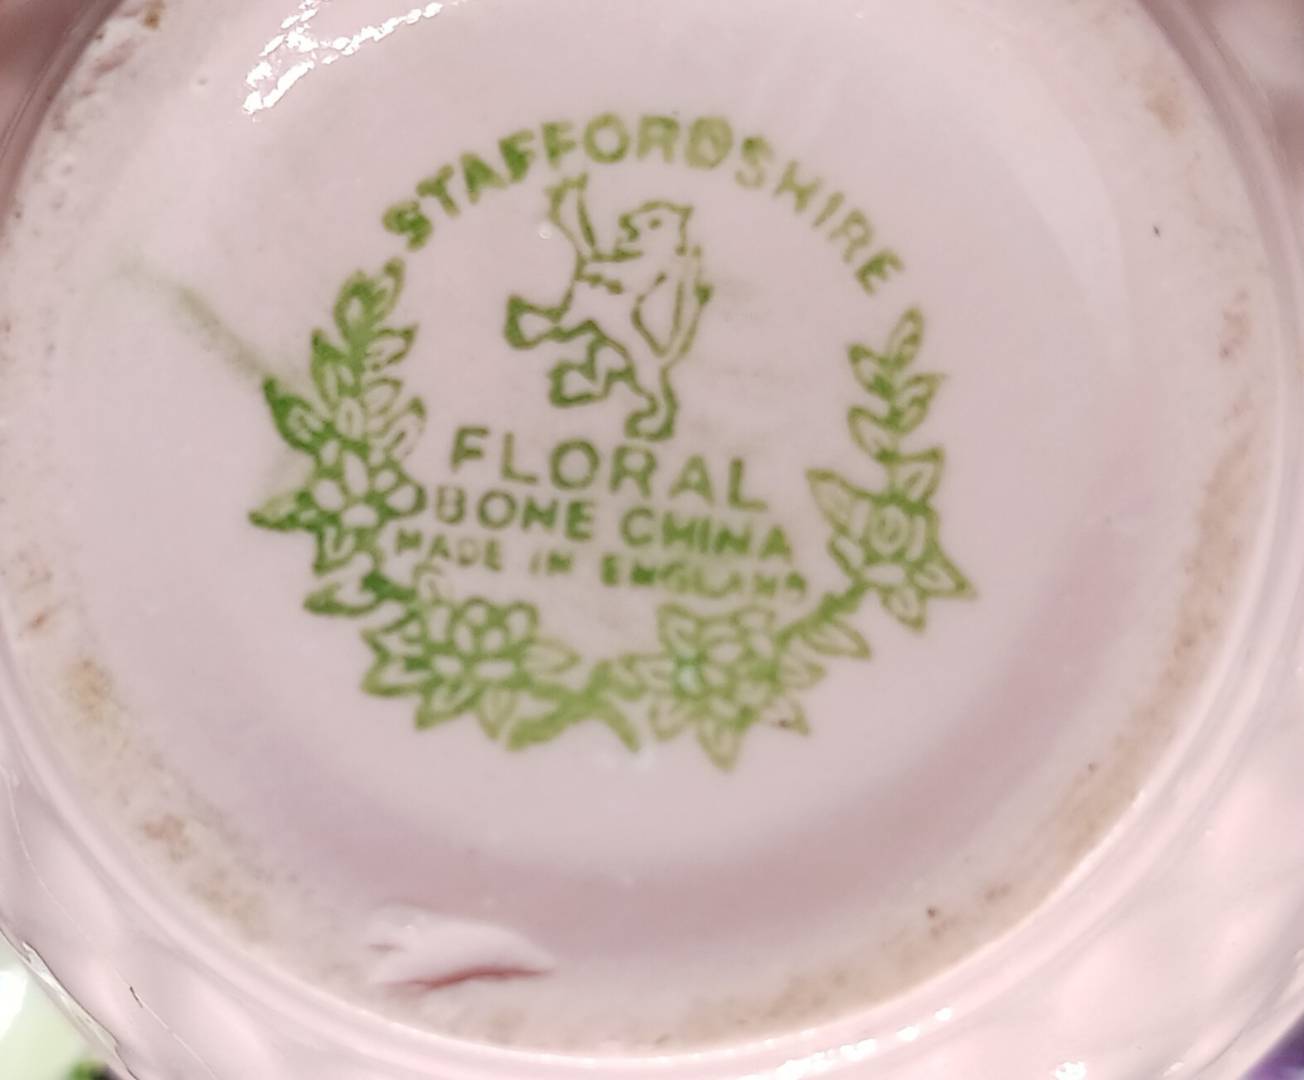 STAFFORDSHIRE
FLORAL
BONE CHINA
MADE IN ENGLAND